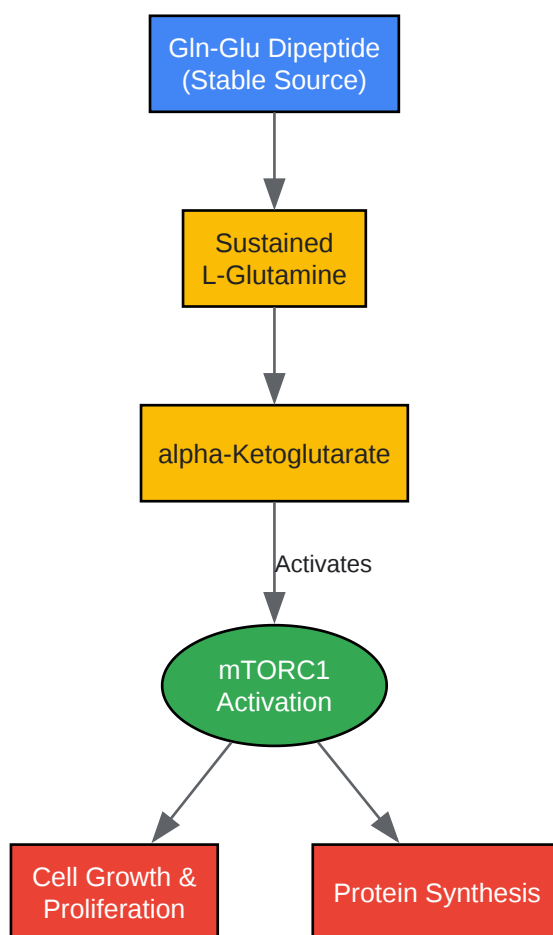 Gln-Glu Dipeptide
(Stable Source)
Sustained
L-Glutamine
alpha-Ketoglutarate
Activates
mTORC1
Activation
Cell Growth &
Proliferation
Protein Synthesis